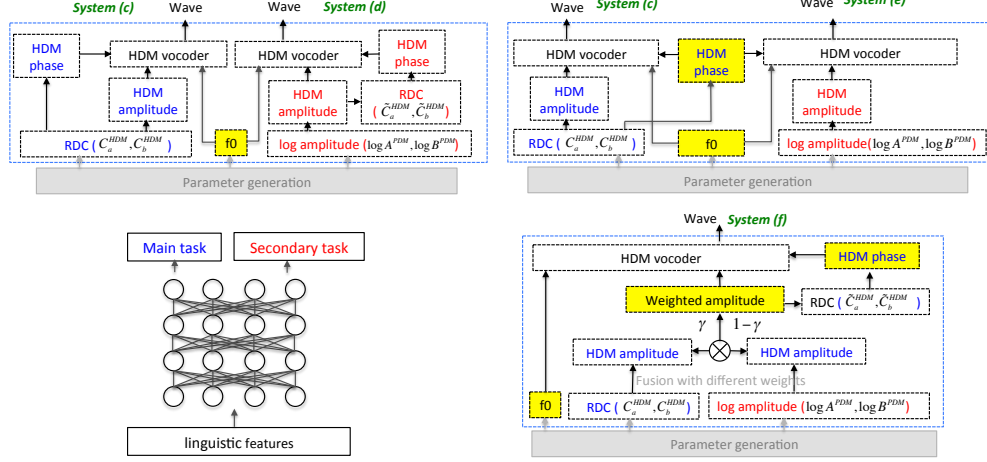 System (c)
Wave
System (d)
Wave
HDM phase
HDM vocoder
HDM vocoder
HDM phase
HDM amplitude
HDM amplitude
RDC
( C̃_a^{HDM}, C̃_b^{HDM} )
RDC ( C_a^{HDM}, C_b^{HDM} )
f0
log amplitude (log A^{PDM}, log B^{PDM})
Parameter generation
System (c)
Wave
Wave
System (e)
HDM vocoder
HDM phase
HDM vocoder
HDM amplitude
HDM amplitude
RDC ( C_a^{HDM}, C_b^{HDM} )
f0
log amplitude(log A^{PDM}, log B^{PDM})
Parameter generation
Main task
Secondary task
linguistic features
Wave
System (f)
HDM vocoder
HDM phase
Weighted amplitude
RDC ( C̃_a^{HDM}, C̃_b^{HDM} )
γ
1−γ
HDM amplitude
HDM amplitude
Fusion with different weights
f0
RDC ( C_a^{HDM}, C_b^{HDM} )
log amplitude (log A^{PDM}, log B^{PDM})
Parameter generation